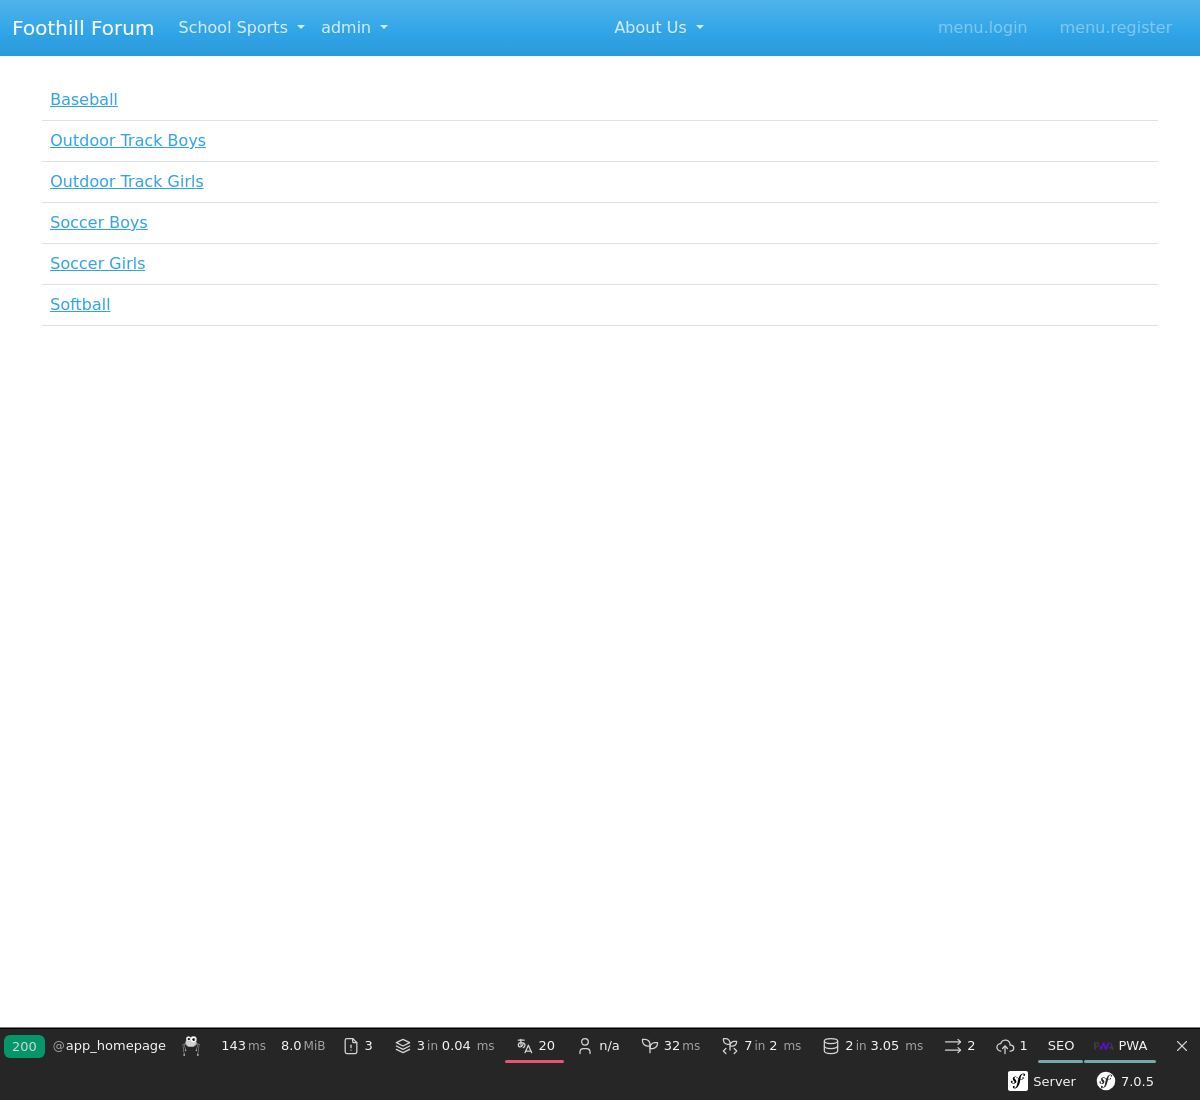 Foothill Forum School Sports admin About Us menu.login menu.register
Baseball
Outdoor Track Boys
Outdoor Track Girls
Soccer Boys
Soccer Girls
Softball
200 @app_homepage 143 ms 8.0 MiB 3 3 in 0.04 ms 20 n/a 32 ms 7 in 2 ms 2 in 3.05 ms 2 1 SEO PWA PWA
sf Server sf 7.0.5